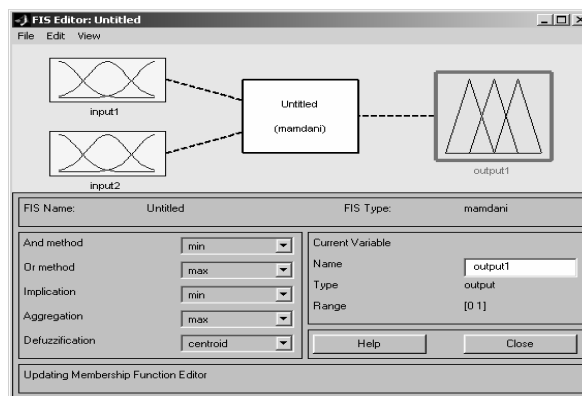 FIS Editor: Untitled
File Edit View
input1
input2
Untitled
(mamdani)
output1
FIS Name: Untitled FIS Type: mamdani
And method min
Or method max
Implication min
Aggregation max
Defuzzification centroid
Current Variable
Name output1
Type output
Range [0 1]
Help Close
Updating Membership Function Editor